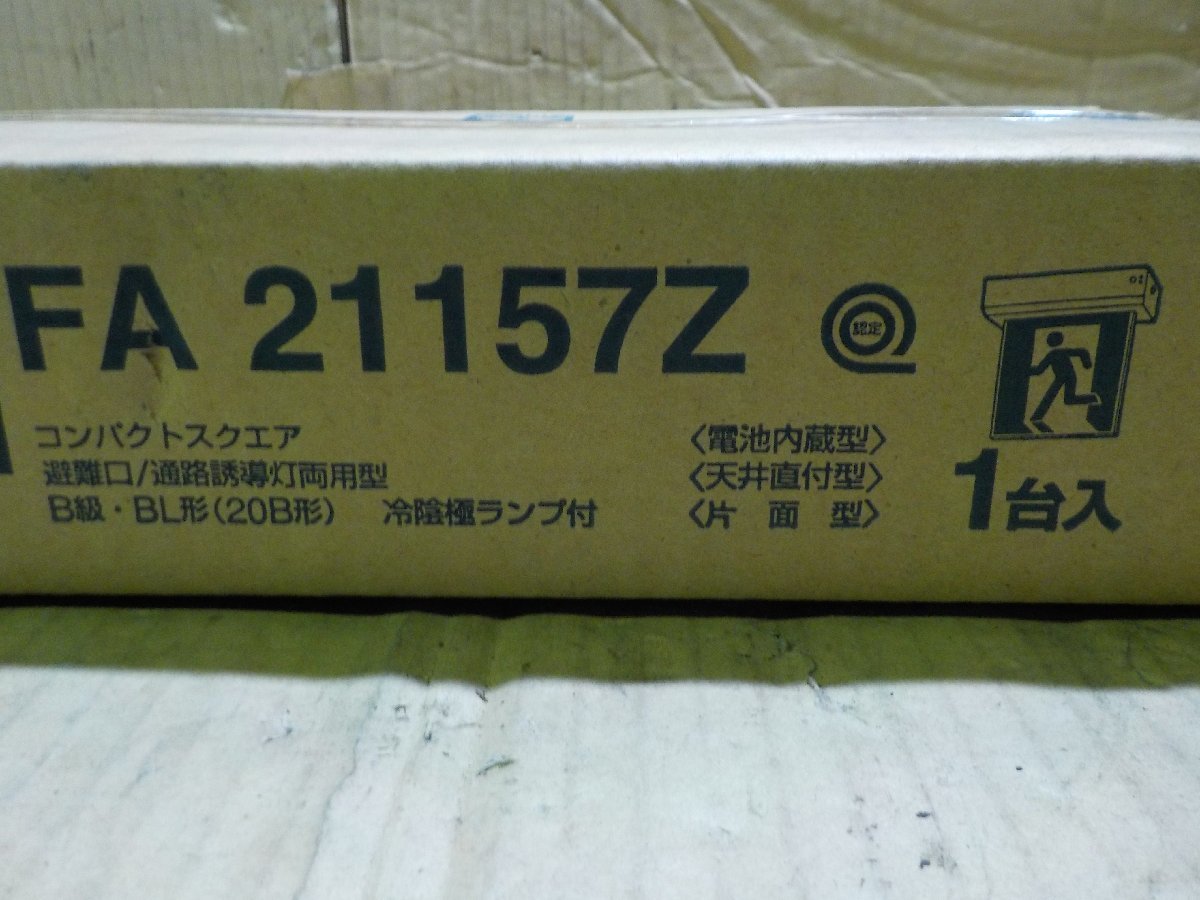 FA 21157Z
認定
コンパクトスクエア
避難口/通路誘導灯両用型
B級・BL形(20B形) 冷陰極ランプ付
〈電池内蔵型〉
〈天井直付型〉
〈片面型〉
1台入